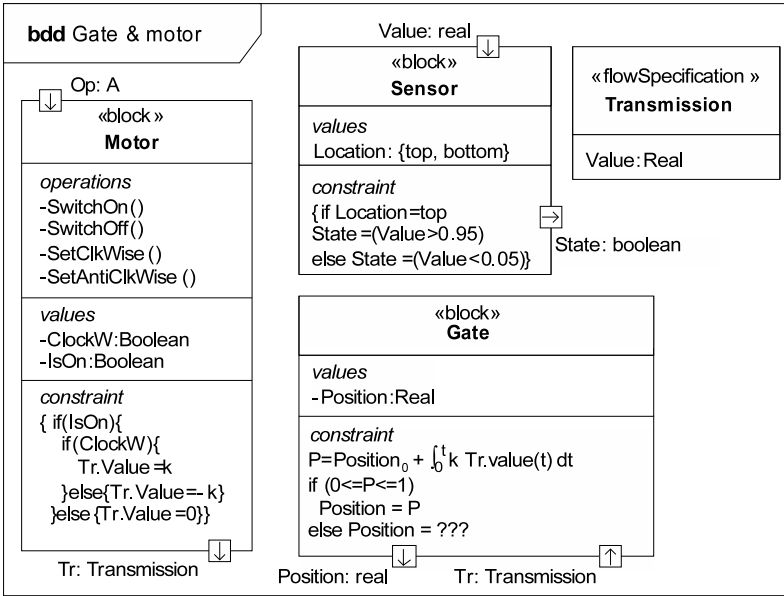 bdd Gate & motor
Op: A
«block»
Motor
operations
-SwitchOn()
-SwitchOff()
-SetClkWise ()
-SetAntiClkWise ()
values
-ClockW:Boolean
-IsOn:Boolean
constraint
{ if(IsOn){
if(ClockW){
Tr.Value=k
}else{Tr.Value=-k}
}else{Tr.Value=0}}
Tr: Transmission
Value: real
«block»
Sensor
values
Location: {top, bottom}
constraint
{if Location=top
State=(Value>0.95)
else State=(Value<0.05)}
State: boolean
«flowSpecification »
Transmission
Value:Real
«block»
Gate
values
-Position:Real
constraint
P=Position₀ + ∫₀ᵗ k Tr.value(t) dt
if (0<=P<=1)
Position = P
else Position = ???
Position: real
Tr: Transmission